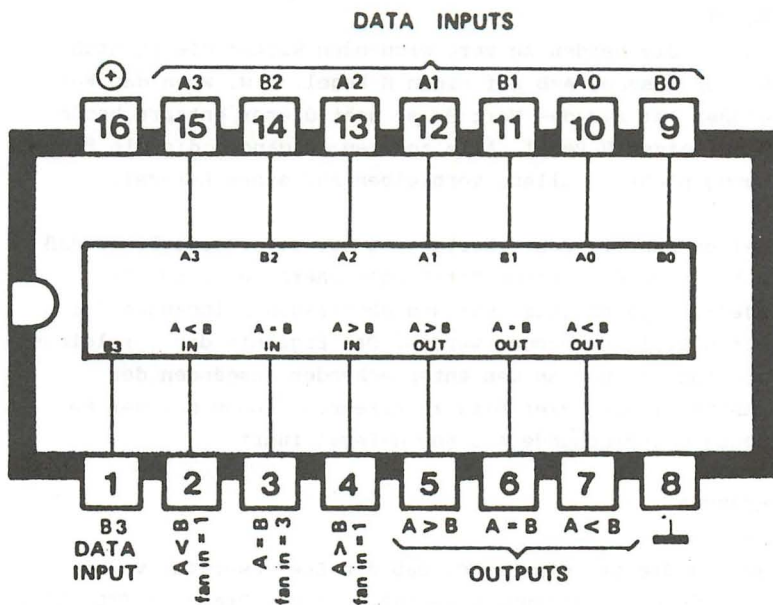 DATA INPUTS
A3 B2 A2 A1 B1 A0 B0
16 15 14 13 12 11 10 9
A3 B2 A2 A1 B1 A0 B0
B3
A < B IN
A = B IN
A > B IN
A > B OUT
A = B OUT
A < B OUT
1 2 3 4 5 6 7 8
B3
DATA
INPUT
A < B
fan in = 1
A = B
fan in = 3
A > B
fan in = 1
A > B A = B A < B
OUTPUTS